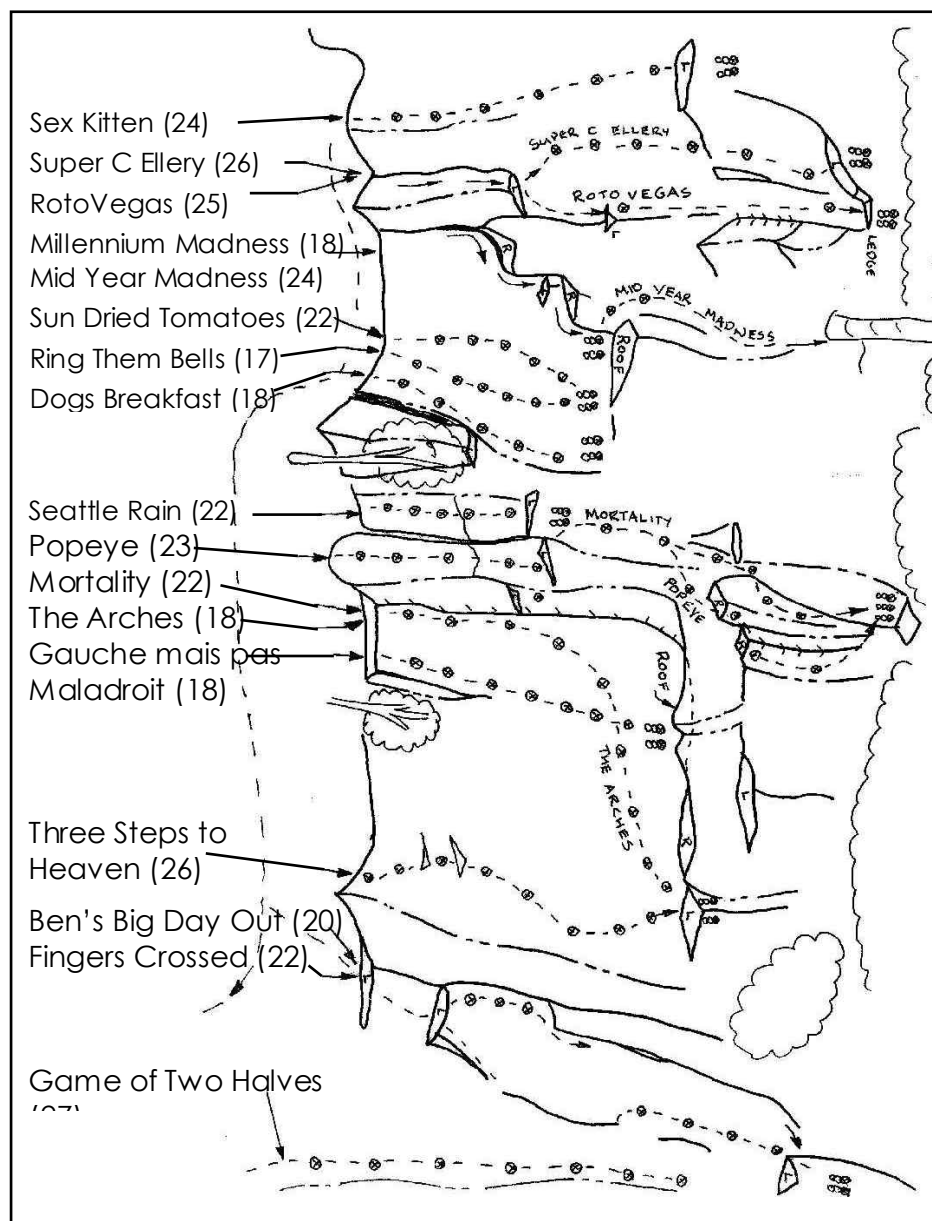 Sex Kitten (24)
Super C Ellery (26)
RotoVegas (25)
Millennium Madness (18)
Mid Year Madness (24)
Sun Dried Tomatoes (22)
Ring Them Bells (17)
Dogs Breakfast (18)
Seattle Rain (22)
Popeye (23)
Mortality (22)
The Arches (18)
Gauche mais pas
Maladroit (18)
Three Steps to
Heaven (26)
Ben's Big Day Out (20)
Fingers Crossed (22)
Game of Two Halves
L
SUPER C ELLERY
L
ROTO VEGAS
L
LEDGE
R
L
R
MID YEAR
MADNESS
ROOF
MORTALITY
POPEYE
R
ROOF
THE ARCHES
L
R
L
L
L